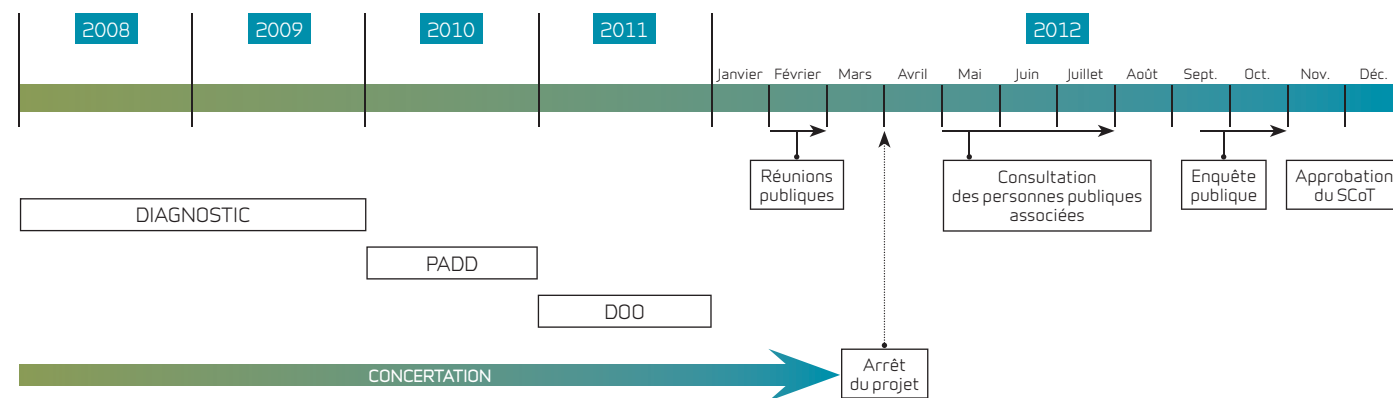 2008
2009
2010
2011
2012
Janvier
Février
Mars
Avril
Mai
Juin
Juillet
Août
Sept.
Oct.
Nov.
Déc.
Réunions
publiques
Consultation
des personnes publiques
associées
Enquête
publique
Approbation
du SCoT
DIAGNOSTIC
PADD
DOO
CONCERTATION
Arrêt
du projet